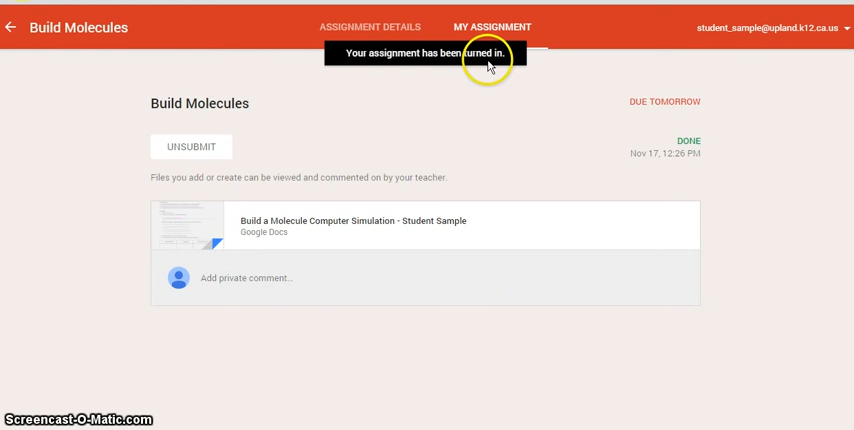 Build Molecules
ASSIGNMENT DETAILS
MY ASSIGNMENT
student_sample@upland.k12.ca.us
Your assignment has been turned in.
Build Molecules
DUE TOMORROW
UNSUBMIT
DONE
Nov 17, 12:26 PM
Files you add or create can be viewed and commented on by your teacher.
Build a Molecule Computer Simulation - Student Sample
Google Docs
Add private comment...
Screencast-O-Matic.com